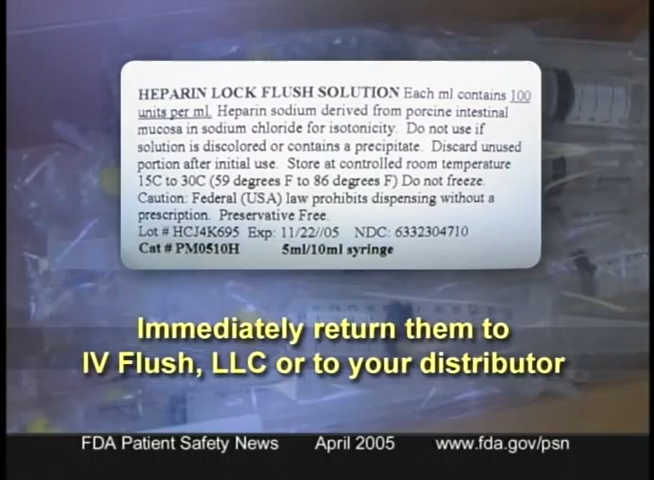 HEPARIN LOCK FLUSH SOLUTION Each ml contains 100
units per ml. Heparin sodium derived from porcine intestinal
mucosa in sodium chloride for isotonicity. Do not use if
solution is discolored or contains a precipitate. Discard unused
portion after initial use. Store at controlled room temperature
15C to 30C (59 degrees F to 86 degrees F) Do not freeze.
Caution: Federal (USA) law prohibits dispensing without a
prescription. Preservative Free.
Lot # HCJ4K695 Exp: 11/22//05 NDC: 6332304710
Cat # PM0510H 5ml/10ml syringe
Immediately return them to
IV Flush, LLC or to your distributor
FDA Patient Safety News April 2005 www.fda.gov/psn